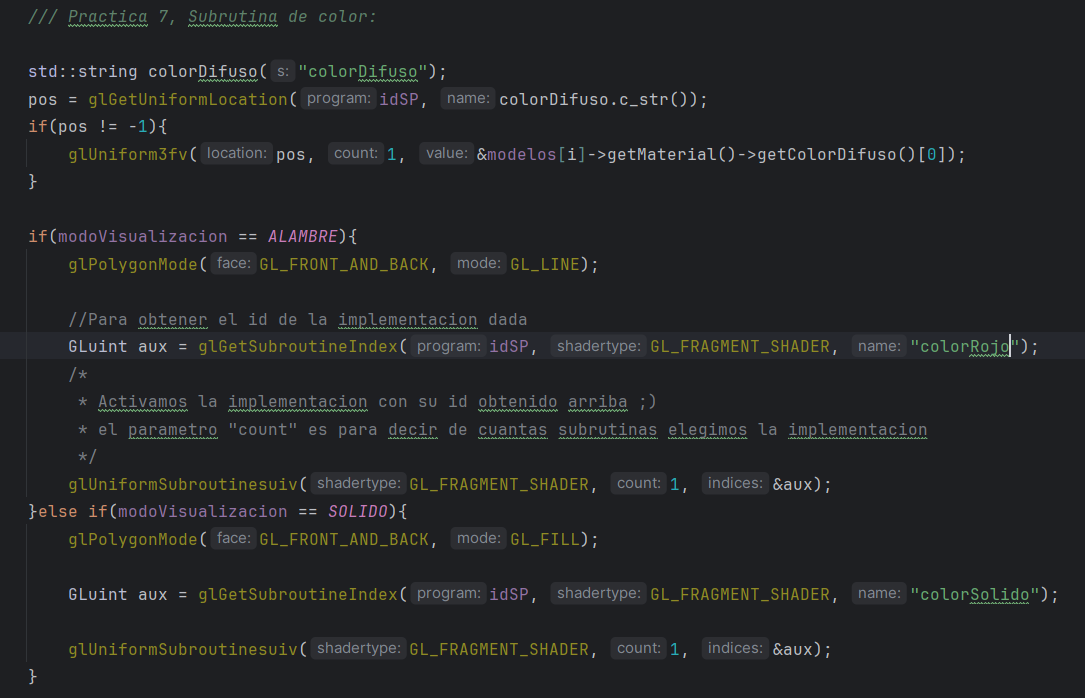 /// Practica 7, Subrutina de color:
std::string colorDifuso( s: "colorDifuso");
pos = glGetUniformLocation( program: idSP, name: colorDifuso.c_str());
if(pos != -1){
glUniform3fv( location: pos, count: 1, value: &modelos[i]->getMaterial()->getColorDifuso()[0]);
}
if(modoVisualizacion == ALAMBRE){
glPolygonMode( face: GL_FRONT_AND_BACK, mode: GL_LINE);
//Para obtener el id de la implementacion dada
GLuint aux = glGetSubroutineIndex( program: idSP, shadertype: GL_FRAGMENT_SHADER, name: "colorRojo");
/*
* Activamos la implementacion con su id obtenido arriba ;)
* el parametro "count" es para decir de cuantas subrutinas elegimos la implementacion
*/
glUniformSubroutinesuiv( shadertype: GL_FRAGMENT_SHADER, count: 1, indices: &aux);
}else if(modoVisualizacion == SOLIDO){
glPolygonMode( face: GL_FRONT_AND_BACK, mode: GL_FILL);
GLuint aux = glGetSubroutineIndex( program: idSP, shadertype: GL_FRAGMENT_SHADER, name: "colorSolido");
glUniformSubroutinesuiv( shadertype: GL_FRAGMENT_SHADER, count: 1, indices: &aux);
}